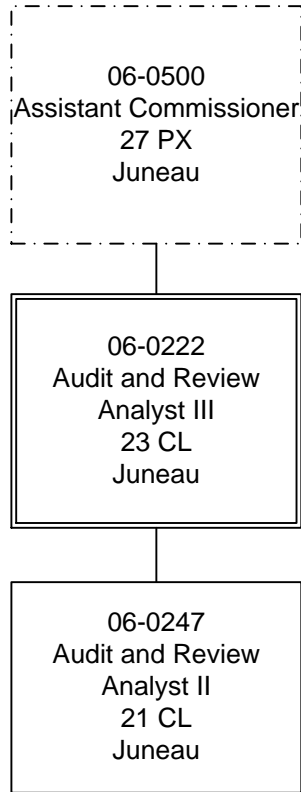 06-0500
Assistant Commissioner
27 PX
Juneau
06-0222
Audit and Review
Analyst III
23 CL
Juneau
06-0247
Audit and Review
Analyst II
21 CL
Juneau